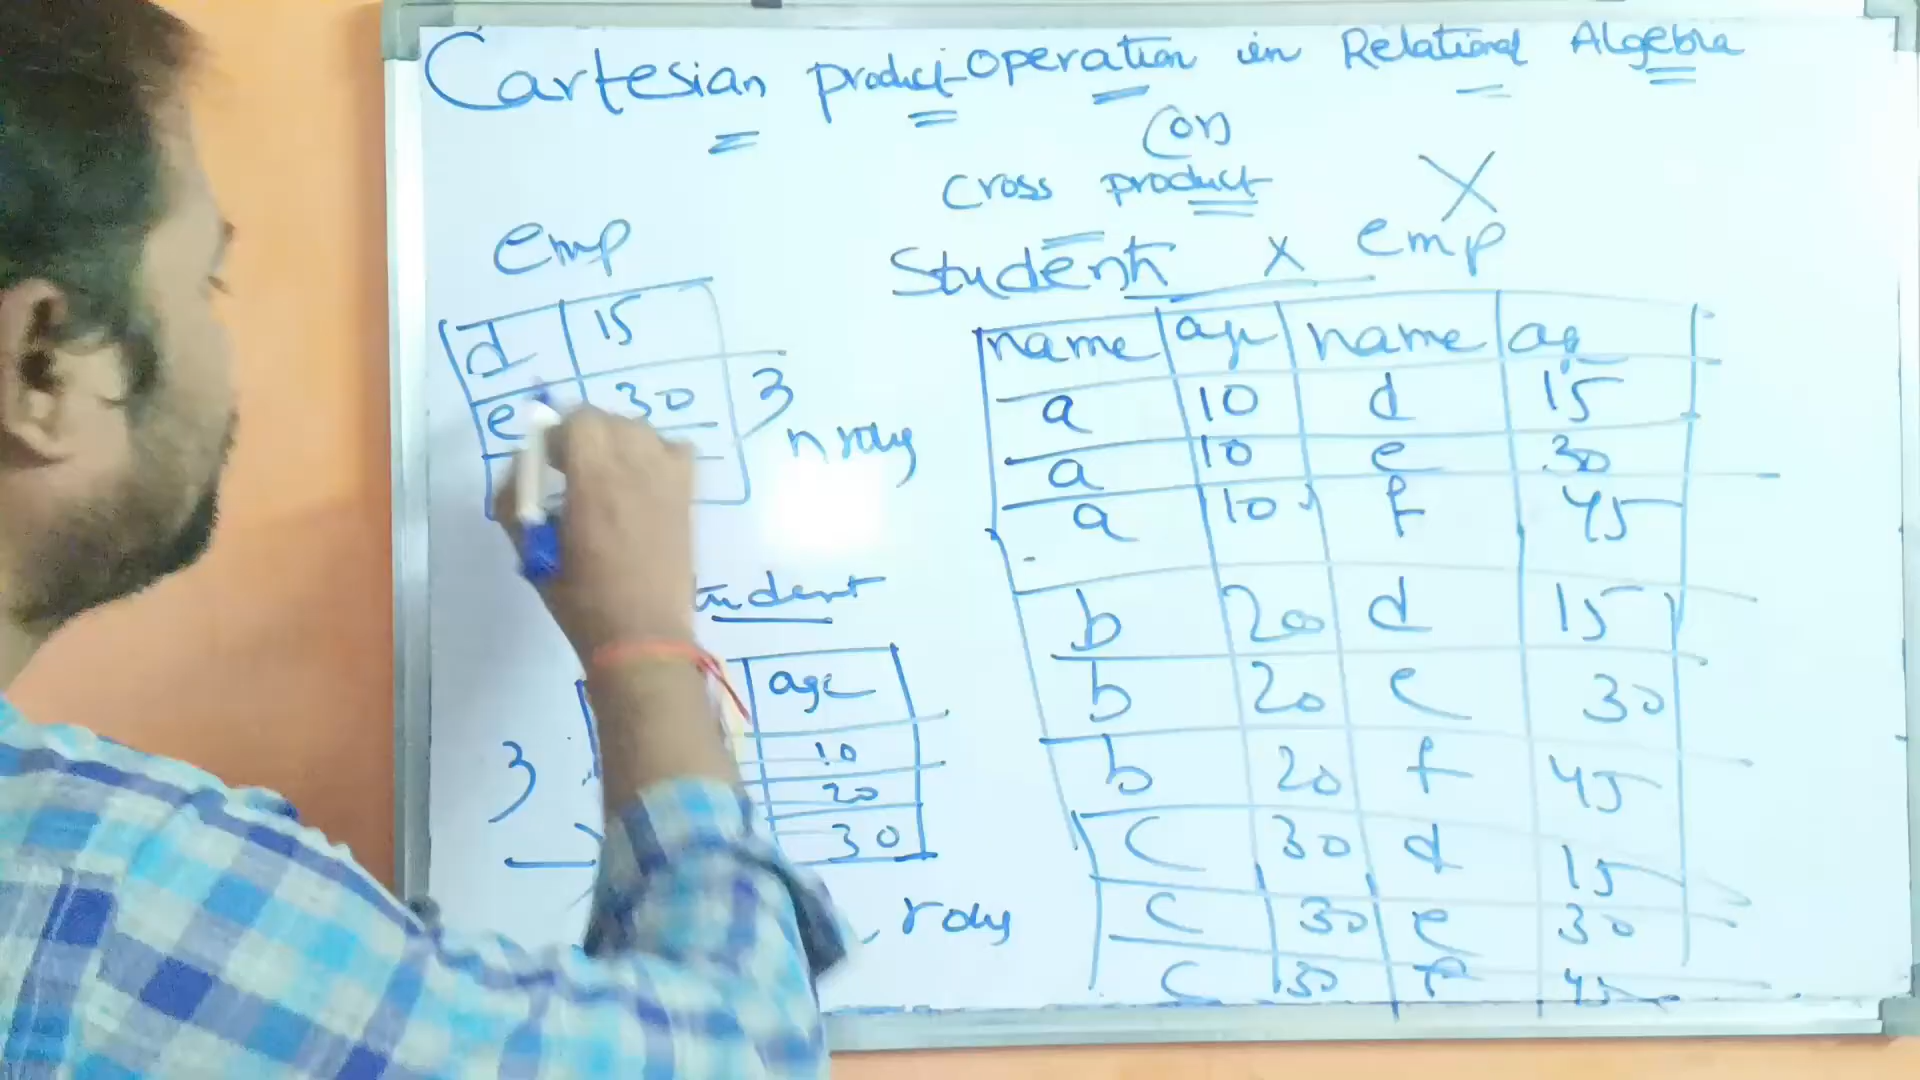 Cartesian product operation in Relational Algebra
(or)
cross product X
emp
d 15
e 30
3
n rows
student
age
10
20
30
3
rows
Student x emp
name age name age
a 10 d 15
a 10 e 30
a 10 f 45
b 20 d 15
b 20 e 30
b 20 f 45
c 30 d 15
c 30 e 30
c 30 f 45